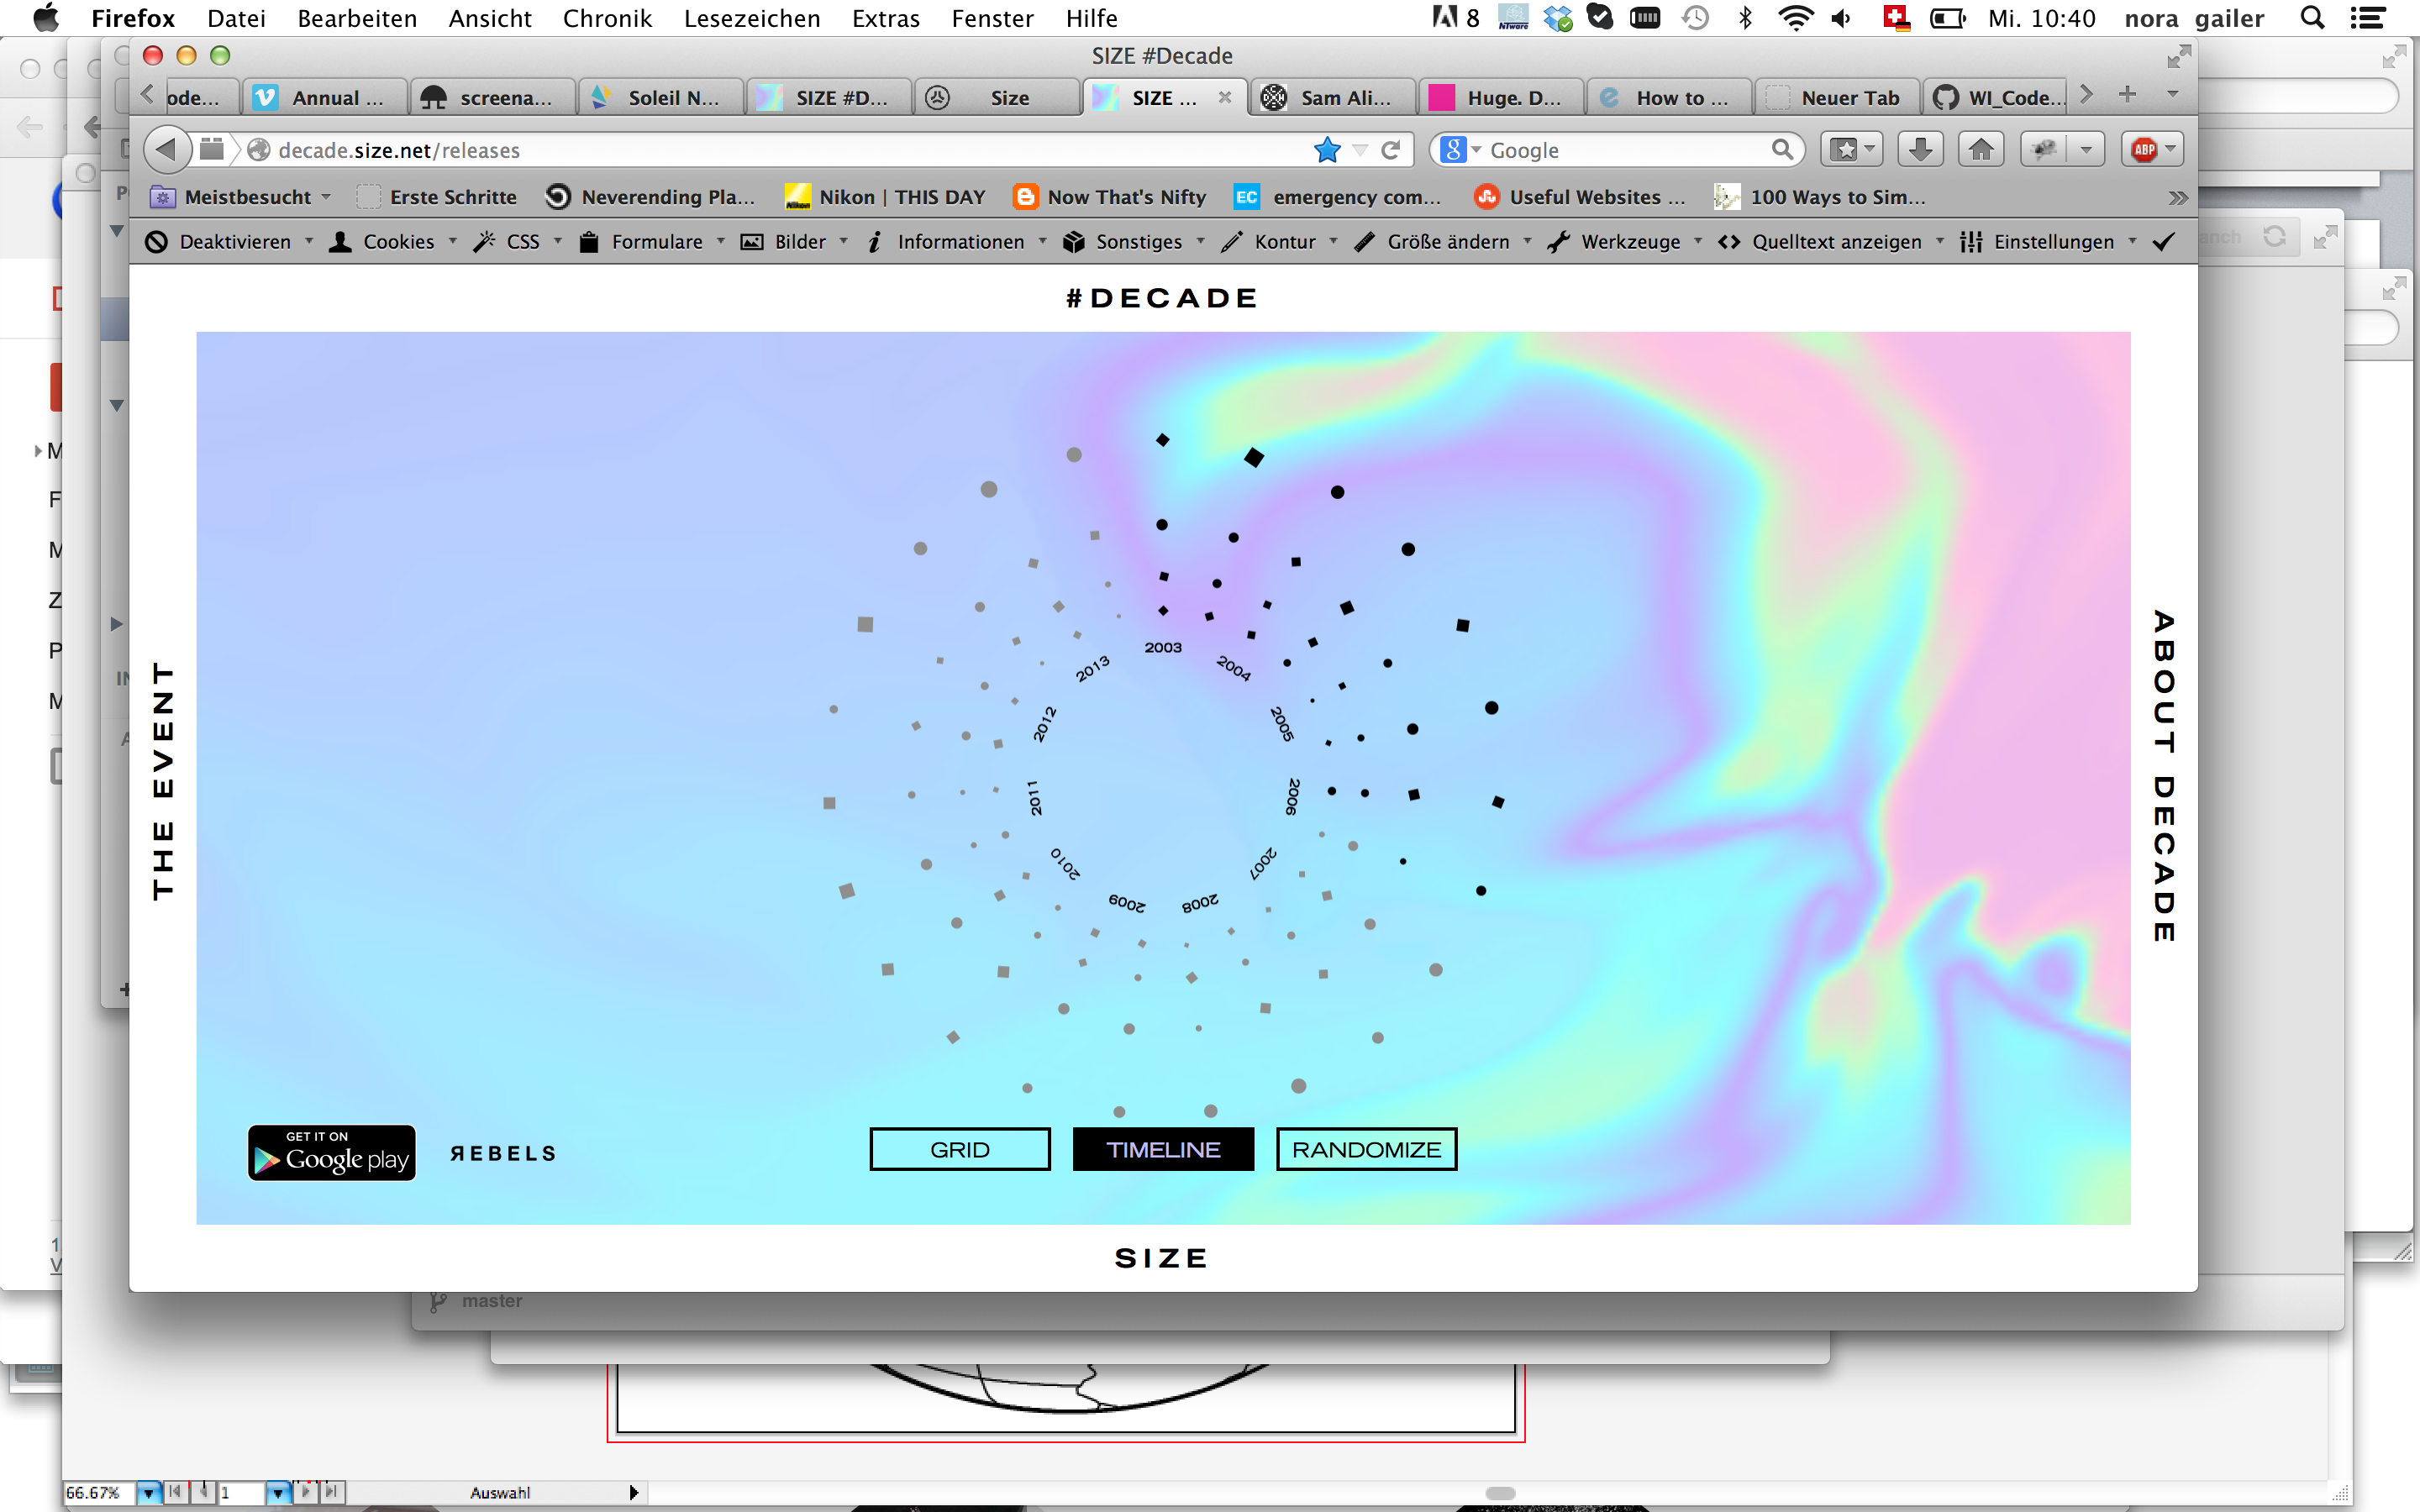 Firefox Datei Bearbeiten Ansicht Chronik Lesezeichen Extras Fenster Hilfe 8 Mi. 10:40 nora gailer
SIZE #Decade
ode... Annual ... screena... Soleil N... SIZE #D... Size SIZE ... Sam Ali... Huge. D... How to ... Neuer Tab WI_Code...
decade.size.net/releases Google ABP
Meistbesucht Erste Schritte Neverending Pla... Nikon | THIS DAY Now That's Nifty EC emergency com... Useful Websites ... 100 Ways to Sim...
Deaktivieren Cookies CSS Formulare Bilder Informationen Sonstiges Kontur Größe ändern Werkzeuge Quelltext anzeigen Einstellungen
#DECADE
THE EVENT
ABOUT DECADE
2003
2004
2005
2006
2007
2008
2009
2010
2011
2012
2013
GET IT ON
Google play
ЯEBELS
GRID TIMELINE RANDOMIZE
SIZE
master
66.67% 1 Auswahl